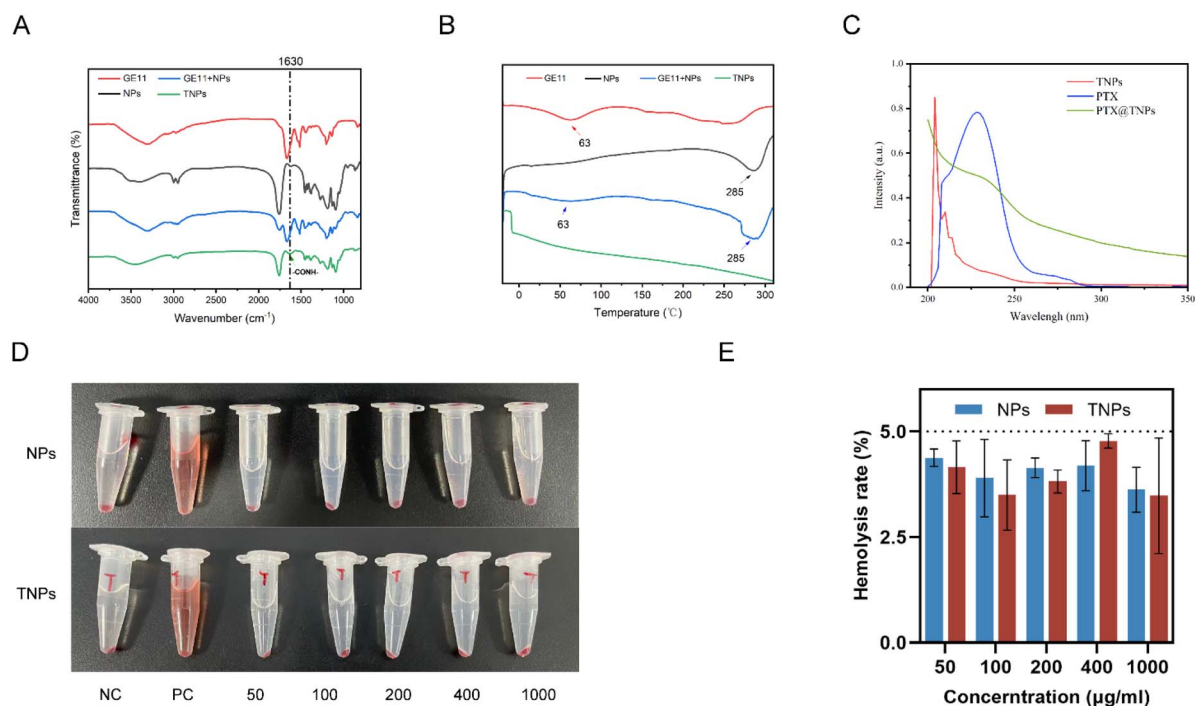 A
1630
GE11 GE11+NPs
NPs TNPs
Transmittance (%)
-CONH-
4000 3500 3000 2500 2000 1500 1000
Wavenumber (cm⁻¹)
B
GE11 NPs GE11+NPs TNPs
63
285
63
285
0 50 100 150 200 250 300
Temperature (℃)
C
1.0
0.8
0.6
0.4
0.2
0.0
Intensity (a.u.)
TNPs
PTX
PTX@TNPs
200 250 300 350
Wavelengh (nm)
D
NPs
TNPs
T T T T T T T
NC PC 50 100 200 400 1000
E
NPs TNPs
5.0
2.5
0.0
Hemolysis rate (%)
50 100 200 400 1000
Concerntration (μg/ml)